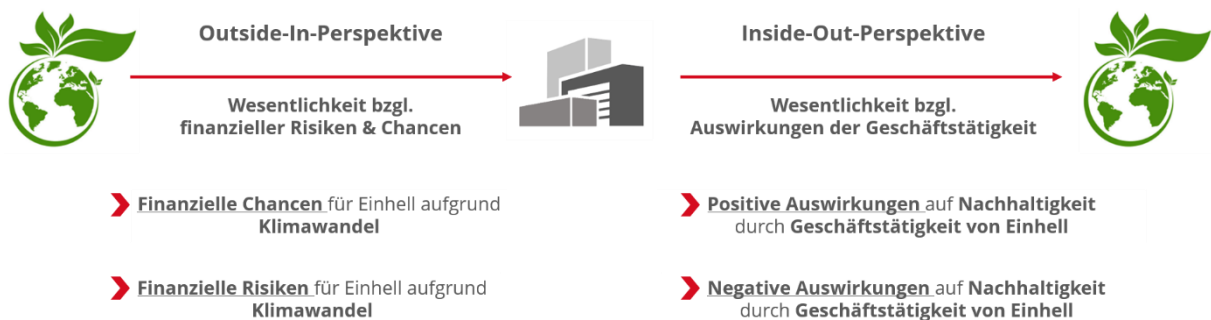 Outside-In-Perspektive
Wesentlichkeit bzgl.
finanzieller Risiken & Chancen
Finanzielle Chancen für Einhell aufgrund
Klimawandel
Finanzielle Risiken für Einhell aufgrund
Klimawandel
Inside-Out-Perspektive
Wesentlichkeit bzgl.
Auswirkungen der Geschäftstätigkeit
Positive Auswirkungen auf Nachhaltigkeit
durch Geschäftstätigkeit von Einhell
Negative Auswirkungen auf Nachhaltigkeit
durch Geschäftstätigkeit von Einhell